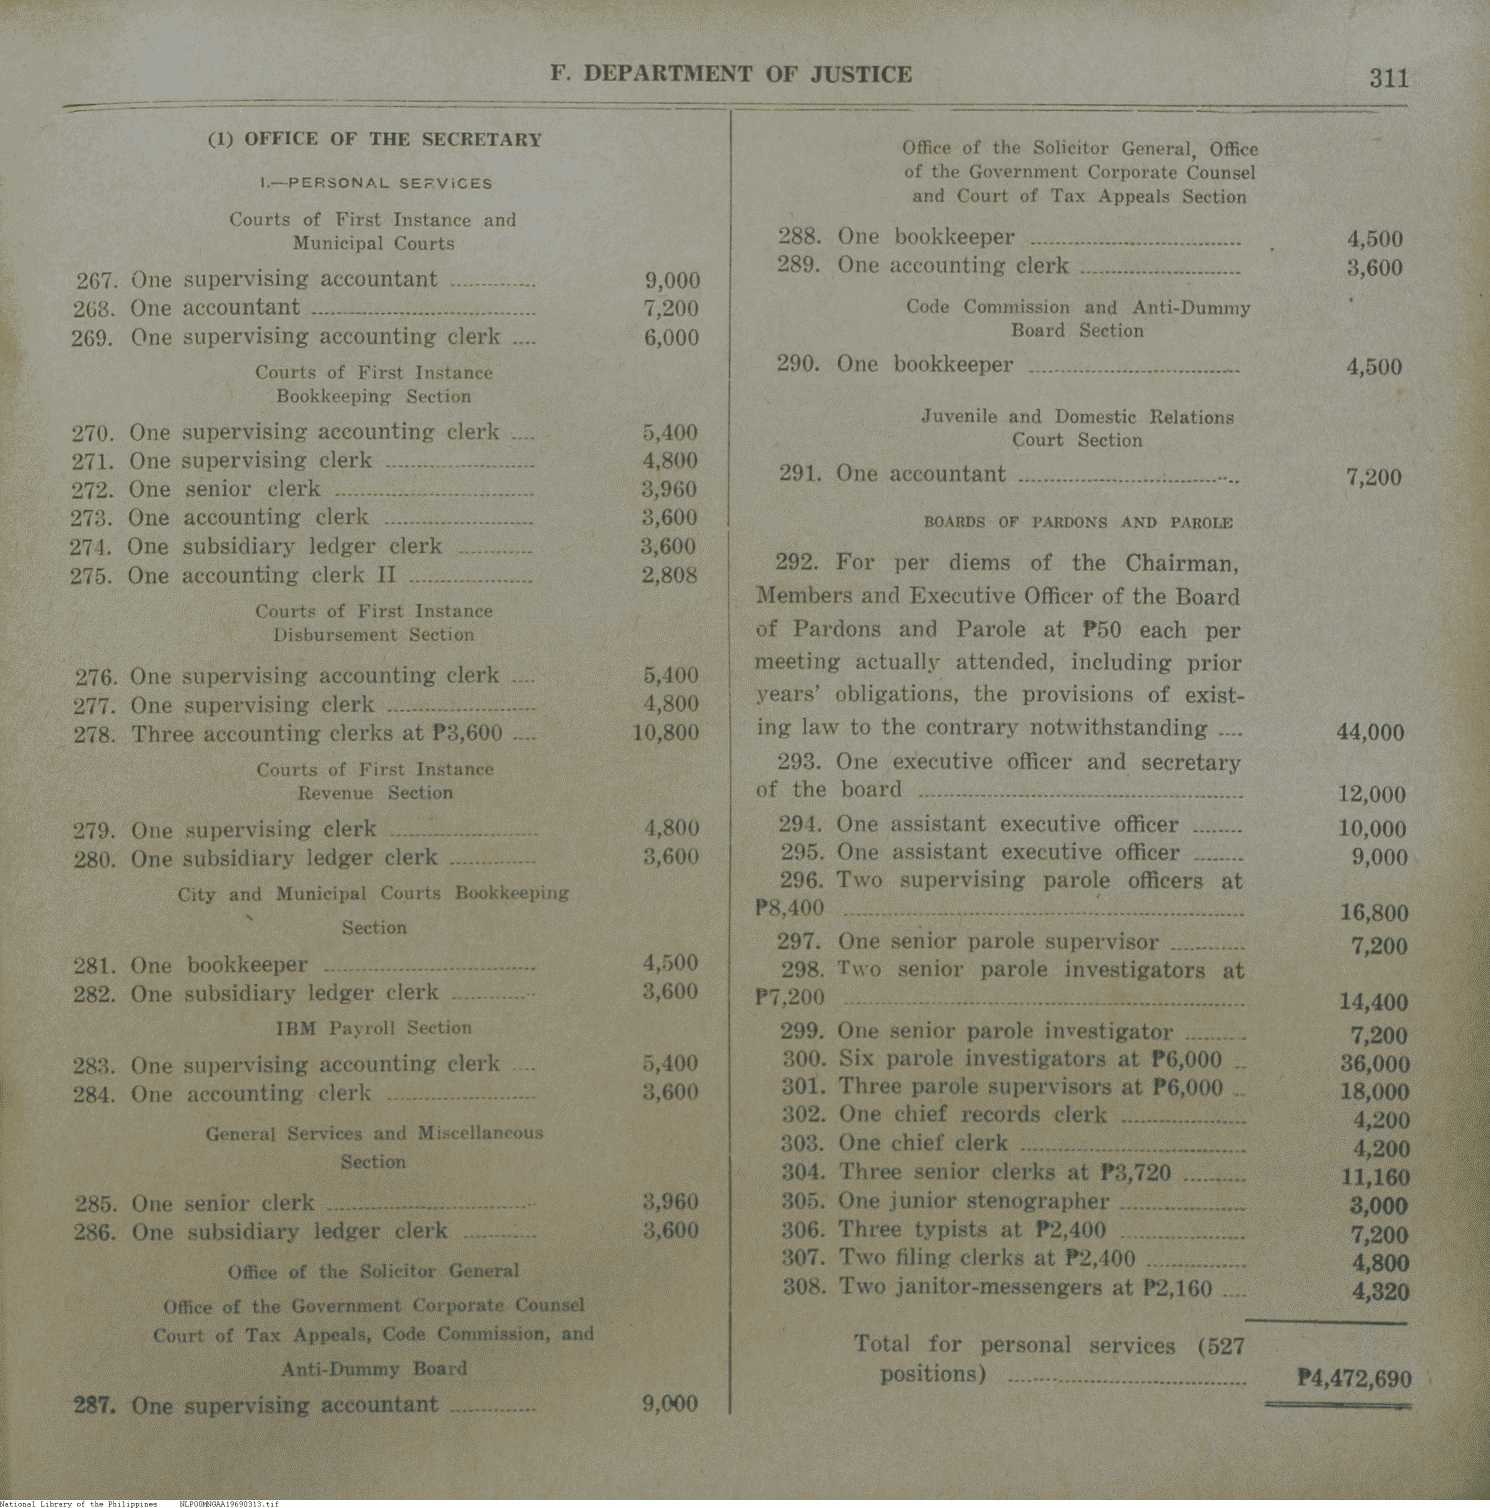 F. DEPARTMENT OF JUSTICE
311
(1) OFFICE OF THE SECRETARY
I.—PERSONAL SERVICES
Courts of First Instance and
Municipal Courts
267. One supervising accountant .............. 9,000
268. One accountant .................................... 7,200
269. One supervising accounting clerk .... 6,000
Courts of First Instance
Bookkeeping Section
270. One supervising accounting clerk .... 5,400
271. One supervising clerk ........................ 4,800
272. One senior clerk ................................ 3,960
273. One accounting clerk ........................ 3,600
274. One subsidiary ledger clerk ............ 3,600
275. One accounting clerk II .................... 2,808
Courts of First Instance
Disbursement Section
276. One supervising accounting clerk .... 5,400
277. One supervising clerk ........................ 4,800
278. Three accounting clerks at ₱3,600 .... 10,800
Courts of First Instance
Revenue Section
279. One supervising clerk ........................ 4,800
280. One subsidiary ledger clerk .............. 3,600
City and Municipal Courts Bookkeeping
Section
281. One bookkeeper .................................. 4,500
282. One subsidiary ledger clerk .............. 3,600
IBM Payroll Section
283. One supervising accounting clerk .... 5,400
284. One accounting clerk ........................ 3,600
General Services and Miscellaneous
Section
285. One senior clerk .................................. 3,960
286. One subsidiary ledger clerk ............ 3,600
Office of the Solicitor General
Office of the Government Corporate Counsel
Court of Tax Appeals, Code Commission, and
Anti-Dummy Board
287. One supervising accountant .............. 9,000
Office of the Solicitor General, Office
of the Government Corporate Counsel
and Court of Tax Appeals Section
288. One bookkeeper .................................. 4,500
289. One accounting clerk .......................... 3,600
Code Commission and Anti-Dummy
Board Section
290. One bookkeeper .................................. 4,500
Juvenile and Domestic Relations
Court Section
291. One accountant .................................... 7,200
BOARDS OF PARDONS AND PAROLE
292. For per diems of the Chairman,
Members and Executive Officer of the Board
of Pardons and Parole at ₱50 each per
meeting actually attended, including prior
years' obligations, the provisions of exist-
ing law to the contrary notwithstanding .... 44,000
293. One executive officer and secretary
of the board .................................................... 12,000
294. One assistant executive officer ........ 10,000
295. One assistant executive officer ........ 9,000
296. Two supervising parole officers at
₱8,400 ................................................................ 16,800
297. One senior parole supervisor ............ 7,200
298. Two senior parole investigators at
₱7,200 ................................................................ 14,400
299. One senior parole investigator .......... 7,200
300. Six parole investigators at ₱6,000 .. 36,000
301. Three parole supervisors at ₱6,000 .. 18,000
302. One chief records clerk .................... 4,200
303. One chief clerk .................................... 4,200
304. Three senior clerks at ₱3,720 .......... 11,160
305. One junior stenographer .................... 3,000
306. Three typists at ₱2,400 .................... 7,200
307. Two filing clerks at ₱2,400 ................ 4,800
308. Two janitor-messengers at ₱2,160 .... 4,320
Total for personal services (527
positions) ...................................... ₱4,472,690
National Library of the Philippines NLPOOMNGAA19690313.tif